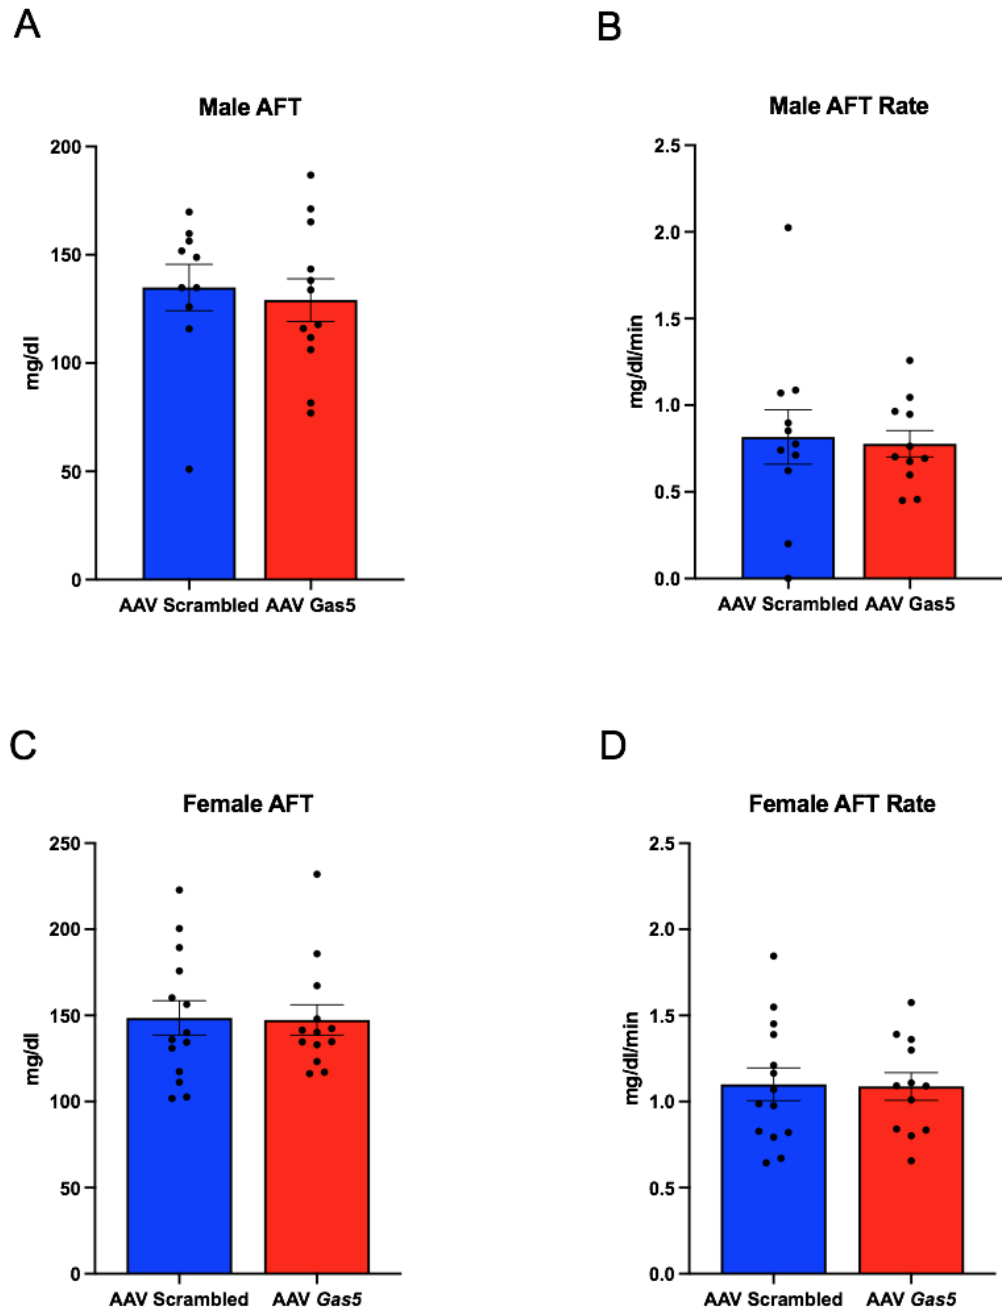 A
Male AFT
200
150
100
50
0
mg/dl
AAV Scrambled AAV Gas5
B
Male AFT Rate
2.5
2.0
1.5
1.0
0.5
0.0
mg/dl/min
AAV Scrambled AAV Gas5
C
Female AFT
250
200
150
100
50
0
mg/dl
AAV Scrambled AAV Gas5
D
Female AFT Rate
2.5
2.0
1.5
1.0
0.5
0.0
mg/dl/min
AAV Scrambled AAV Gas5